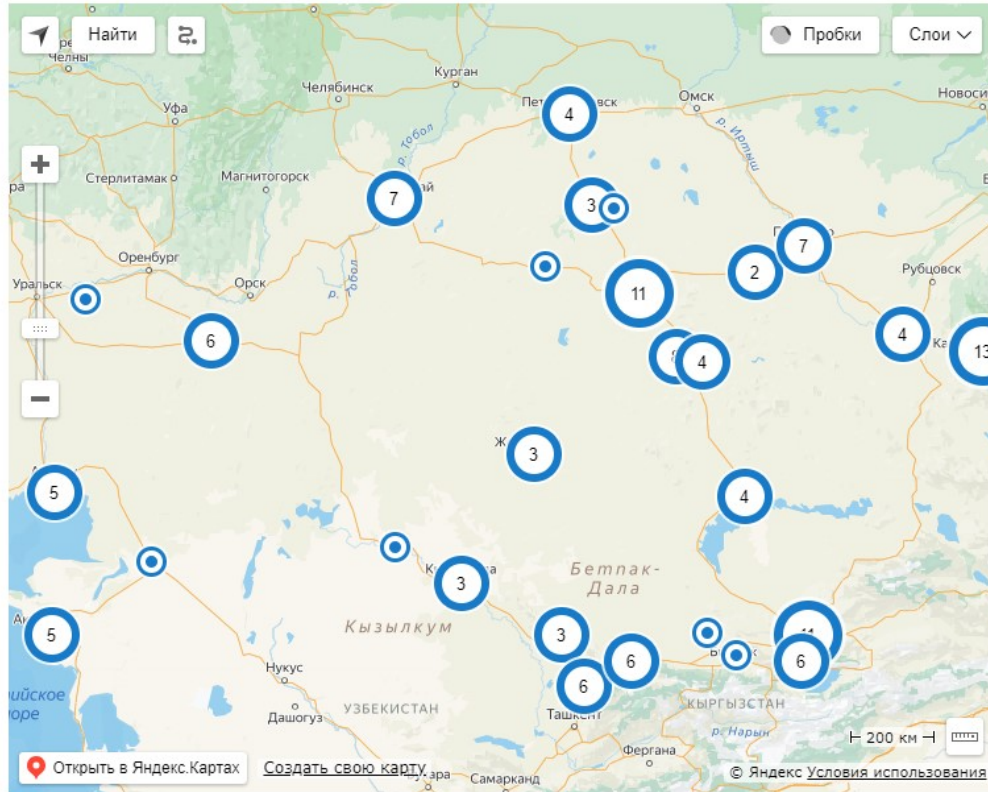 Найти
Пробки
Слои
Челны
Уфа
Челябинск
Курган
Омск
р. Тобол
р. Иртыш
4
Стерлитамак
Магнитогорск
7
3
7
2
Оренбург
Уральск
Орск
р. Тобол
11
Рубцовск
6
4
4
13
3
5
4
3
Бетпак-
Дала
Кызылкум
5
3
11
6
6
6
Нукус
Дашогуз
УЗБЕКИСТАН
КЫРГЫЗСТАН
Ташкент
р. Нарын
200 км
Фергана
Открыть в Яндекс.Картах
Создать свою карту
Самарканд
© Яндекс Условия использования